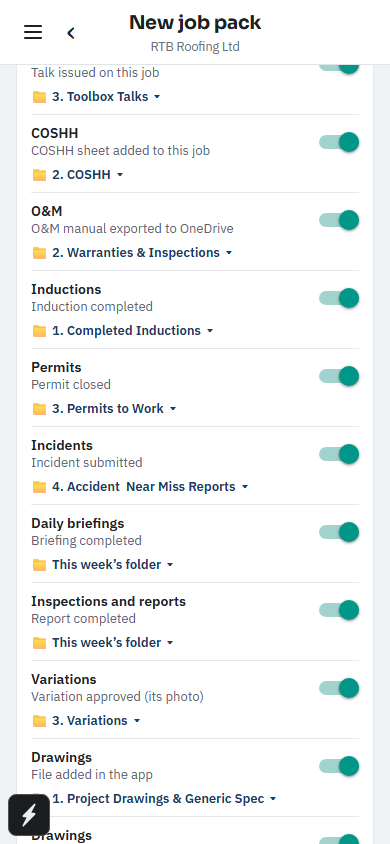 New job pack
RTB Roofing Ltd
Talk issued on this job
3. Toolbox Talks
COSHH
COSHH sheet added to this job
2. COSHH
O&M
O&M manual exported to OneDrive
2. Warranties & Inspections
Inductions
Induction completed
1. Completed Inductions
Permits
Permit closed
3. Permits to Work
Incidents
Incident submitted
4. Accident  Near Miss Reports
Daily briefings
Briefing completed
This week’s folder
Inspections and reports
Report completed
This week’s folder
Variations
Variation approved (its photo)
3. Variations
Drawings
File added in the app
1. Project Drawings & Generic Spec
Drawings